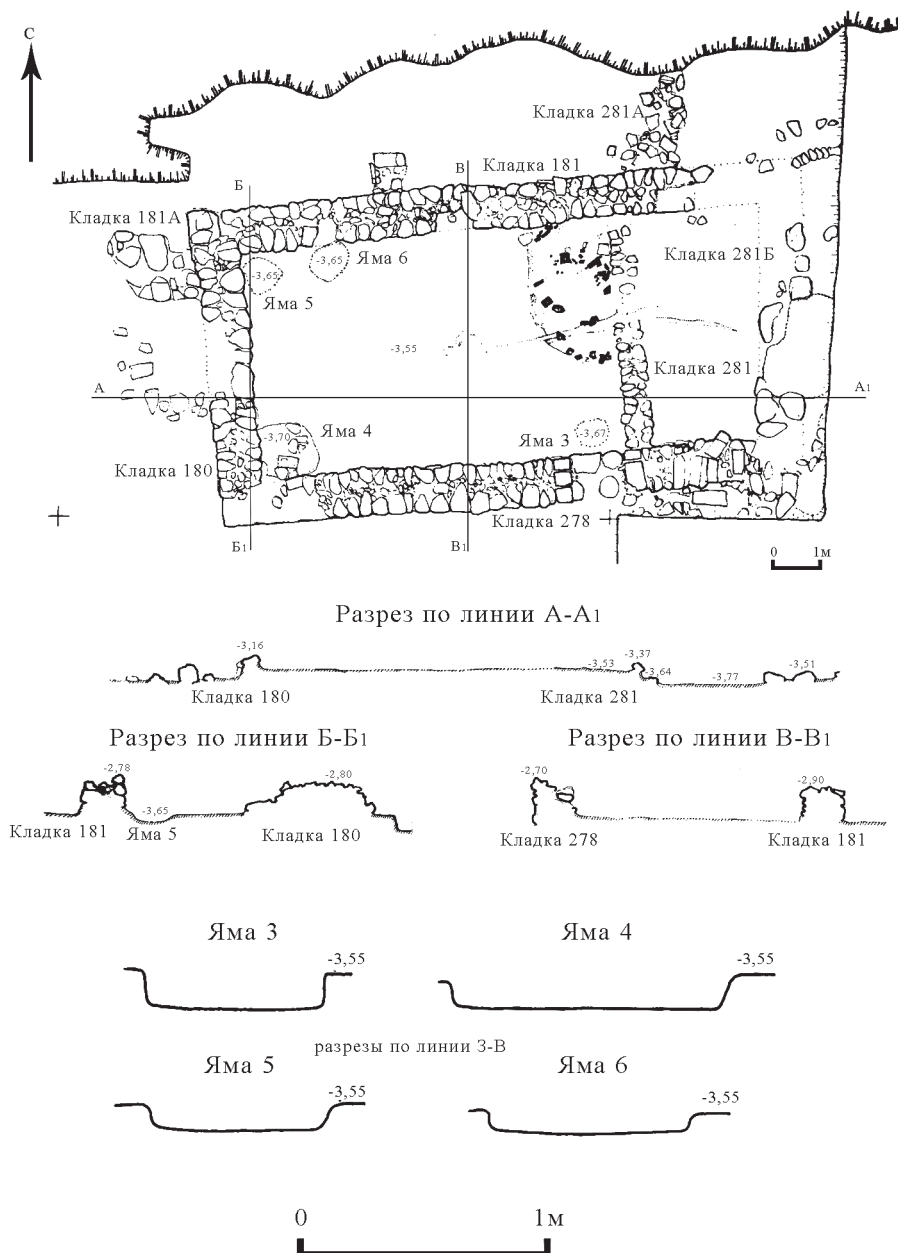 С
Кладка 281А
Б
В
Кладка 181
Кладка 181А
-3,65
-3,65
Яма 6
Кладка 281Б
Яма 5
-3,55
Кладка 281
А
А1
-3,70
Яма 4
Яма 3
-3,67
Кладка 180
Кладка 278
Б1
В1
0 1м
Разрез по линии А-А1
-3,16
-3,53
-3,37
-3,64
-3,77
-3,51
Кладка 180
Кладка 281
Разрез по линии Б-Б1
Разрез по линии В-В1
-2,78
-3,65
-2,80
-2,70
-2,90
Кладка 181
Яма 5
Кладка 180
Кладка 278
Кладка 181
Яма 3
Яма 4
-3,55
-3,55
разрезы по линии З-В
Яма 5
Яма 6
-3,55
-3,55
0 1м